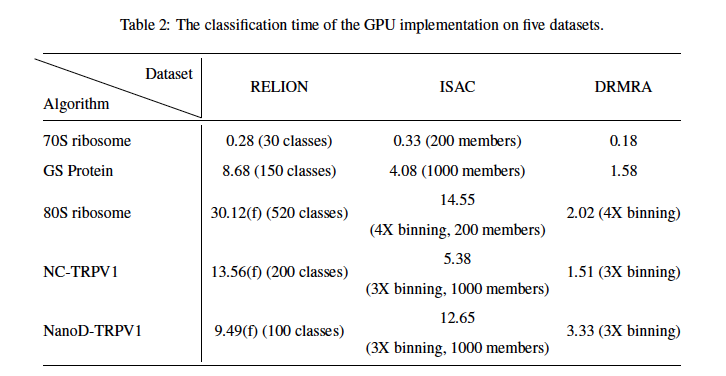 Table 2: The classification time of the GPU implementation on five datasets.
Dataset
Algorithm
RELION ISAC DRMRA
70S ribosome 0.28 (30 classes) 0.33 (200 members) 0.18
GS Protein 8.68 (150 classes) 4.08 (1000 members) 1.58
80S ribosome 30.12(f) (520 classes) 14.55 (4X binning, 200 members) 2.02 (4X binning)
NC-TRPV1 13.56(f) (200 classes) 5.38 (3X binning, 1000 members) 1.51 (3X binning)
NanoD-TRPV1 9.49(f) (100 classes) 12.65 (3X binning, 1000 members) 3.33 (3X binning)